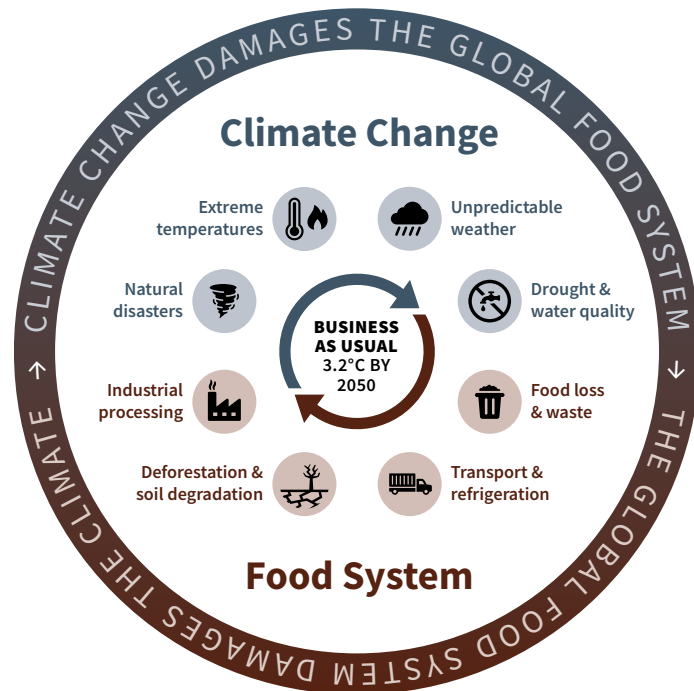 CLIMATE CHANGE DAMAGES THE GLOBAL FOOD SYSTEM →
THE GLOBAL FOOD SYSTEM DAMAGES THE CLIMATE →
Climate Change
Extreme
temperatures
Unpredictable
weather
Natural
disasters
Drought &
water quality
BUSINESS
AS USUAL
3.2°C BY
2050
Industrial
processing
Food loss
& waste
Deforestation &
soil degradation
Transport &
refrigeration
Food System